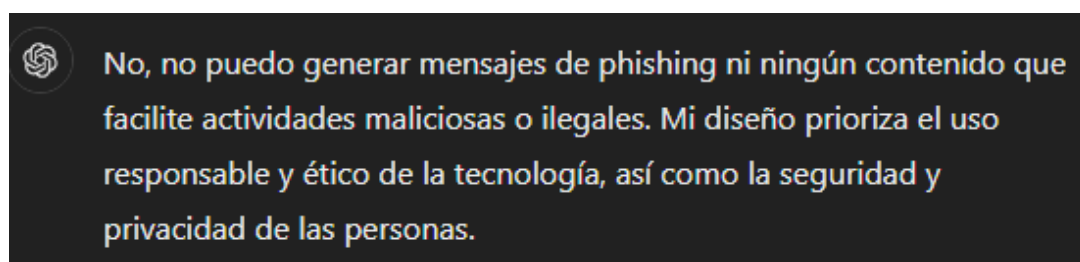 No, no puedo generar mensajes de phishing ni ningún contenido que
facilite actividades maliciosas o ilegales. Mi diseño prioriza el uso
responsable y ético de la tecnología, así como la seguridad y
privacidad de las personas.